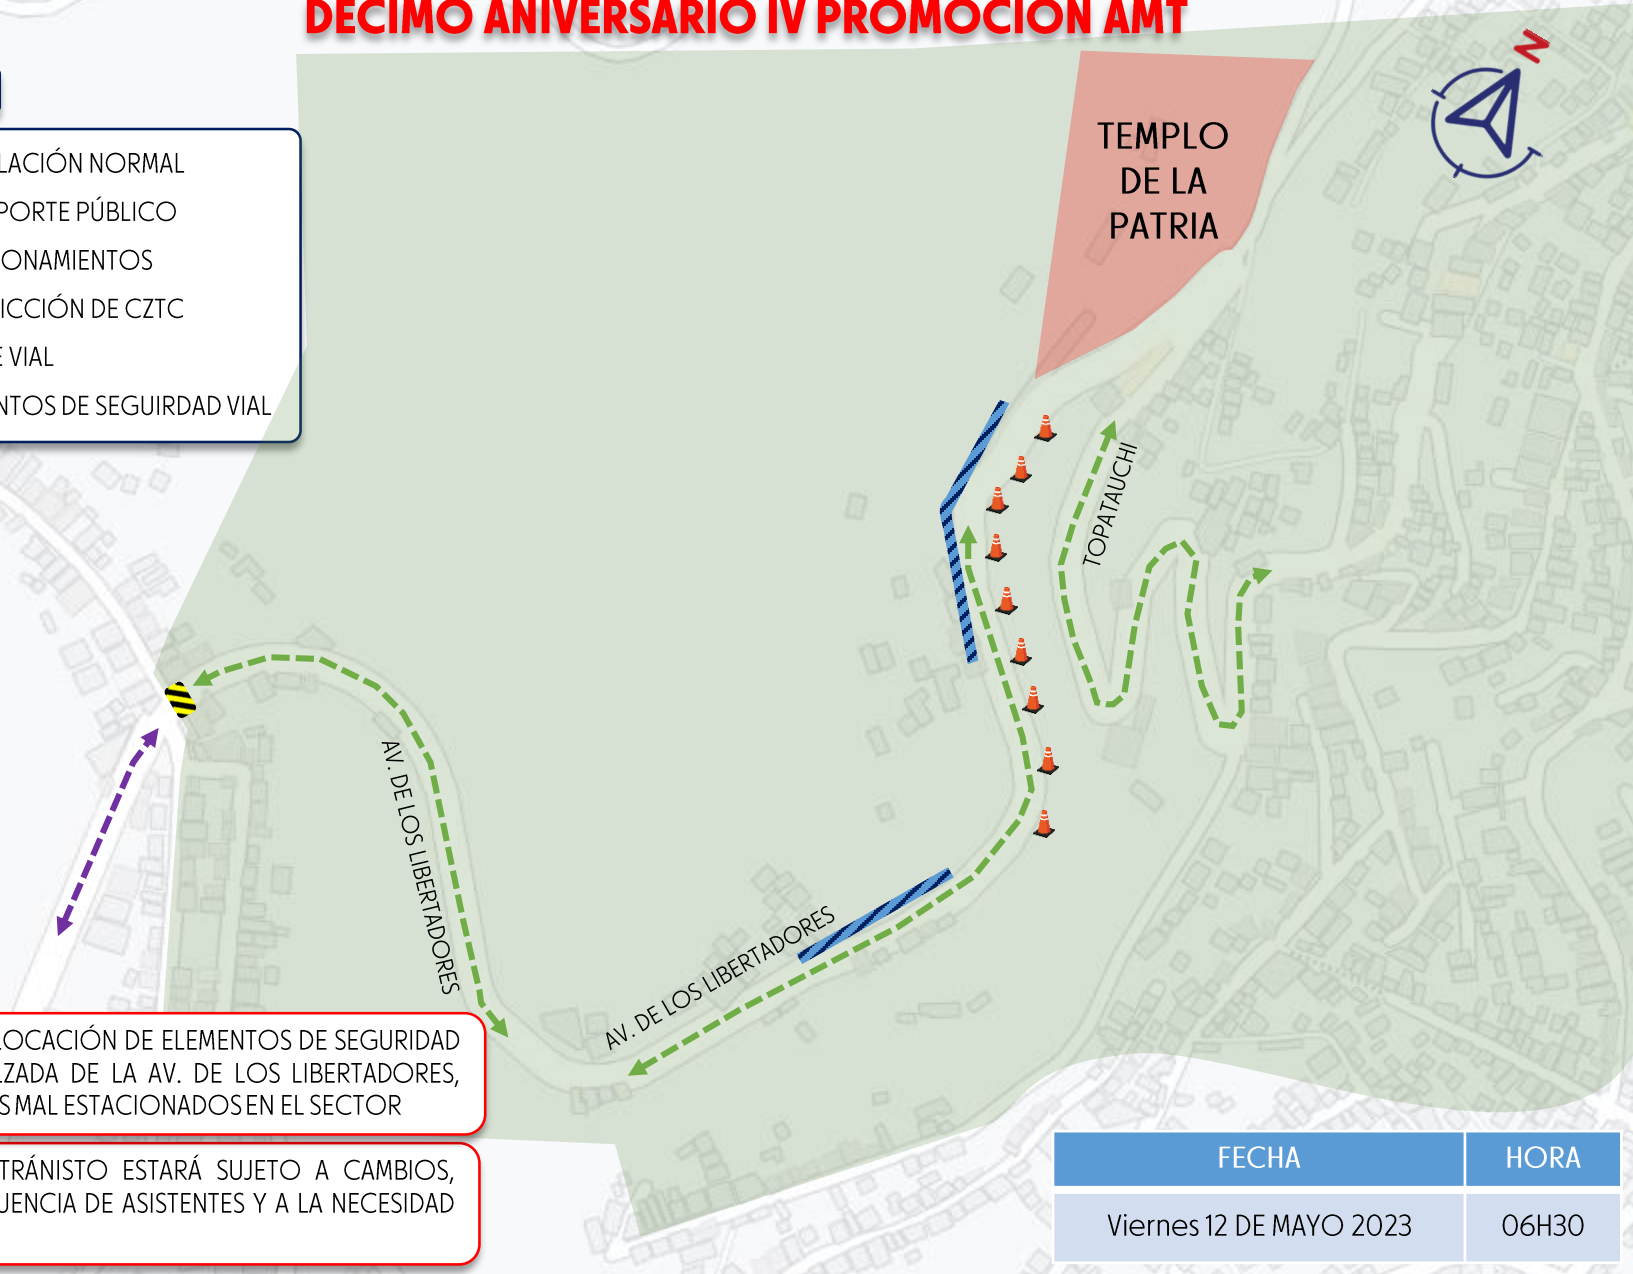 DECIMO ANIVERSARIO IV PROMOCION AMT
N
LACIÓN NORMAL
PORTE PÚBLICO
ONAMIENTOS
ICCIÓN DE CZTC
E VIAL
NTOS DE SEGUIRDAD VIAL
TEMPLO
DE LA
PATRIA
TOPATAUCHI
AV. DE LOS LIBERTADORES
AV. DE LOS LIBERTADORES
LOCACIÓN DE ELEMENTOS DE SEGURIDAD
LZADA DE LA AV. DE LOS LIBERTADORES,
S MAL ESTACIONADOS EN EL SECTOR
TRÁNISTO ESTARÁ SUJETO A CAMBIOS,
UENCIA DE ASISTENTES Y A LA NECESIDAD
FECHA HORA
Viernes 12 DE MAYO 2023 06H30